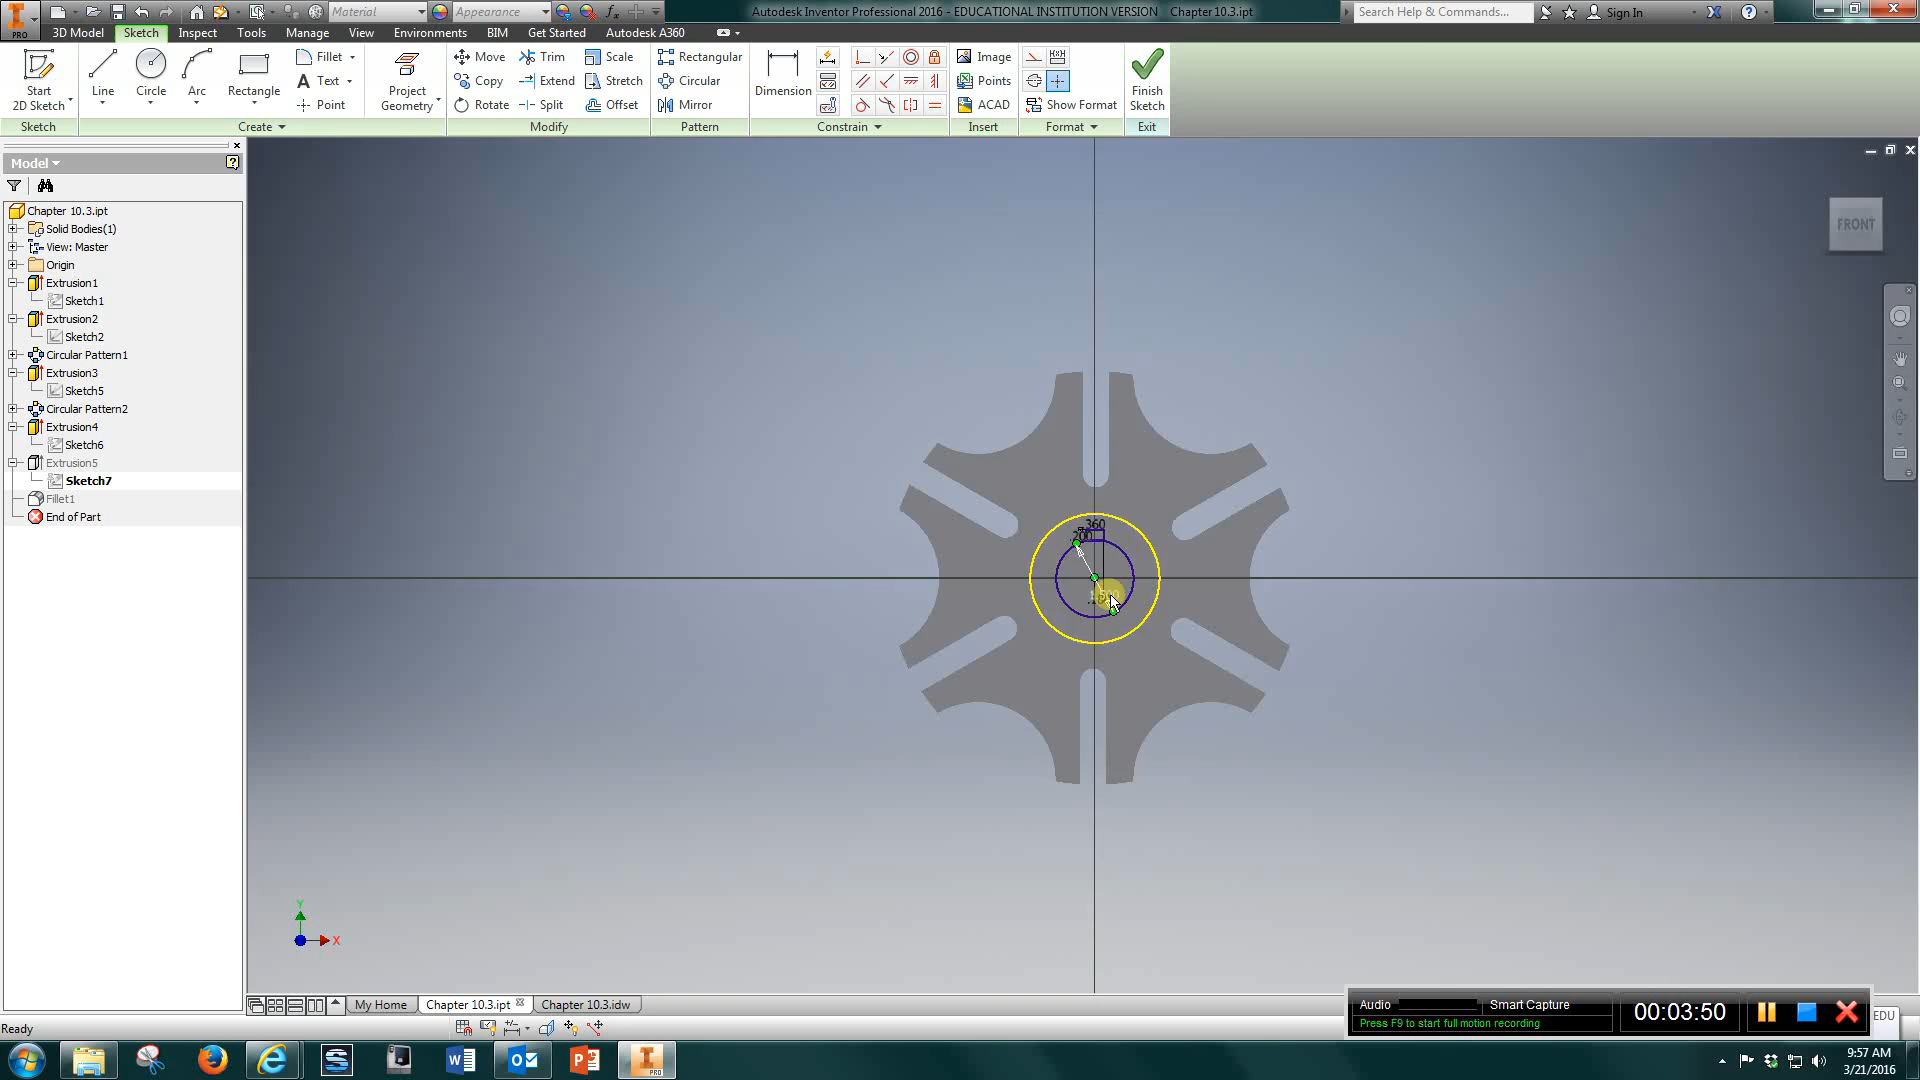 Material
Appearance
Autodesk Inventor Professional 2016 - EDUCATIONAL INSTITUTION VERSION Chapter 10.3.ipt
Search Help & Commands...
Sign In
PRO
3D Model Sketch Inspect Tools Manage View Environments BIM Get Started Autodesk A360
Start
2D Sketch
Line
Circle
Arc
Rectangle
Fillet
Text
Point
Project
Geometry
Move
Copy
Rotate
Trim
Extend
Split
Scale
Stretch
Offset
Rectangular
Circular
Mirror
Dimension
Image
Points
ACAD
Show Format
Finish
Sketch
Sketch Create Modify Pattern Constrain Insert Format Exit
Model
Chapter 10.3.ipt
Solid Bodies(1)
View: Master
Origin
Extrusion1
Sketch1
Extrusion2
Sketch2
Circular Pattern1
Extrusion3
Sketch5
Circular Pattern2
Extrusion4
Sketch6
Extrusion5
Sketch7
Fillet1
End of Part
FRONT
.360
.200
Y
X
My Home Chapter 10.3.ipt Chapter 10.3.idw
Ready
Audio
Smart Capture
Press F9 to start full motion recording
00:03:50
EDU
PRO
9:57 AM
3/21/2016